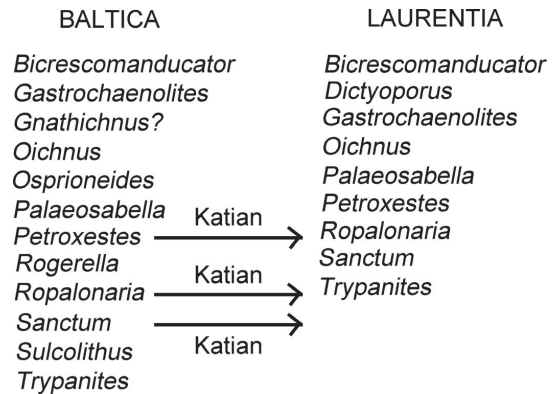 BALTICA
Bicrescomanducator
Gastrochaenolites
Gnathichnus?
Oichnus
Osprioneides
Palaeosabella
Petroxestes
Rogerella
Ropalonaria
Sanctum
Sulcolithus
Trypanites
Katian
Katian
Katian
LAURENTIA
Bicrescomanducator
Dictyoporus
Gastrochaenolites
Oichnus
Palaeosabella
Petroxestes
Ropalonaria
Sanctum
Trypanites